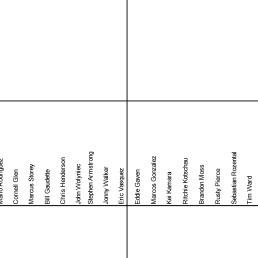 Mario Rodriguez
Cornell Glen
Marcus Storey
Bill Gaudette
Chris Henderson
John Wolyniec
Stephen Armstrong
Jonny Walker
Eric Vasquez
Eddie Gaven
Marcos Gonzalez
Kei Kamara
Ritchie Kotschau
Brandon Moss
Rusty Pierce
Sebastian Rozental
Tim Ward